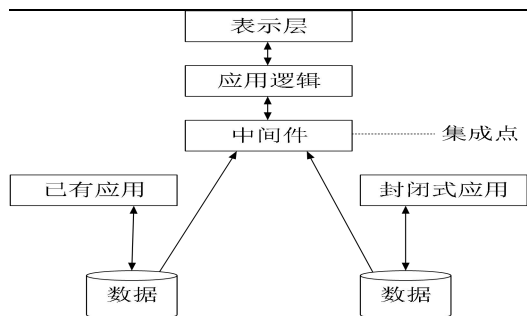 表示层
应用逻辑
中间件
集成点
已有应用
封闭式应用
数据
数据